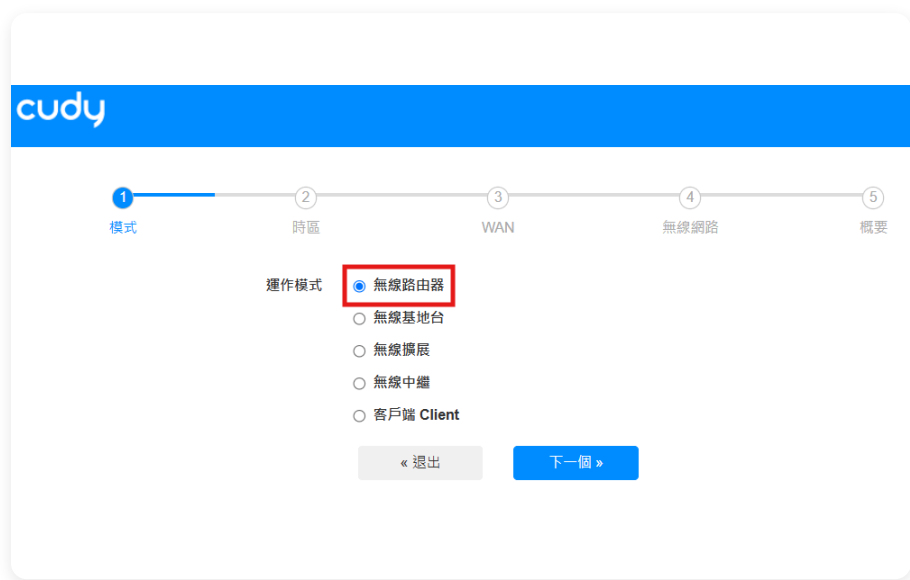 cudy
1 2 3 4 5
模式 時區 WAN 無線網路 概要
運作模式 無線路由器
無線基地台
無線擴展
無線中繼
客戶端 Client
« 退出 下一個 »